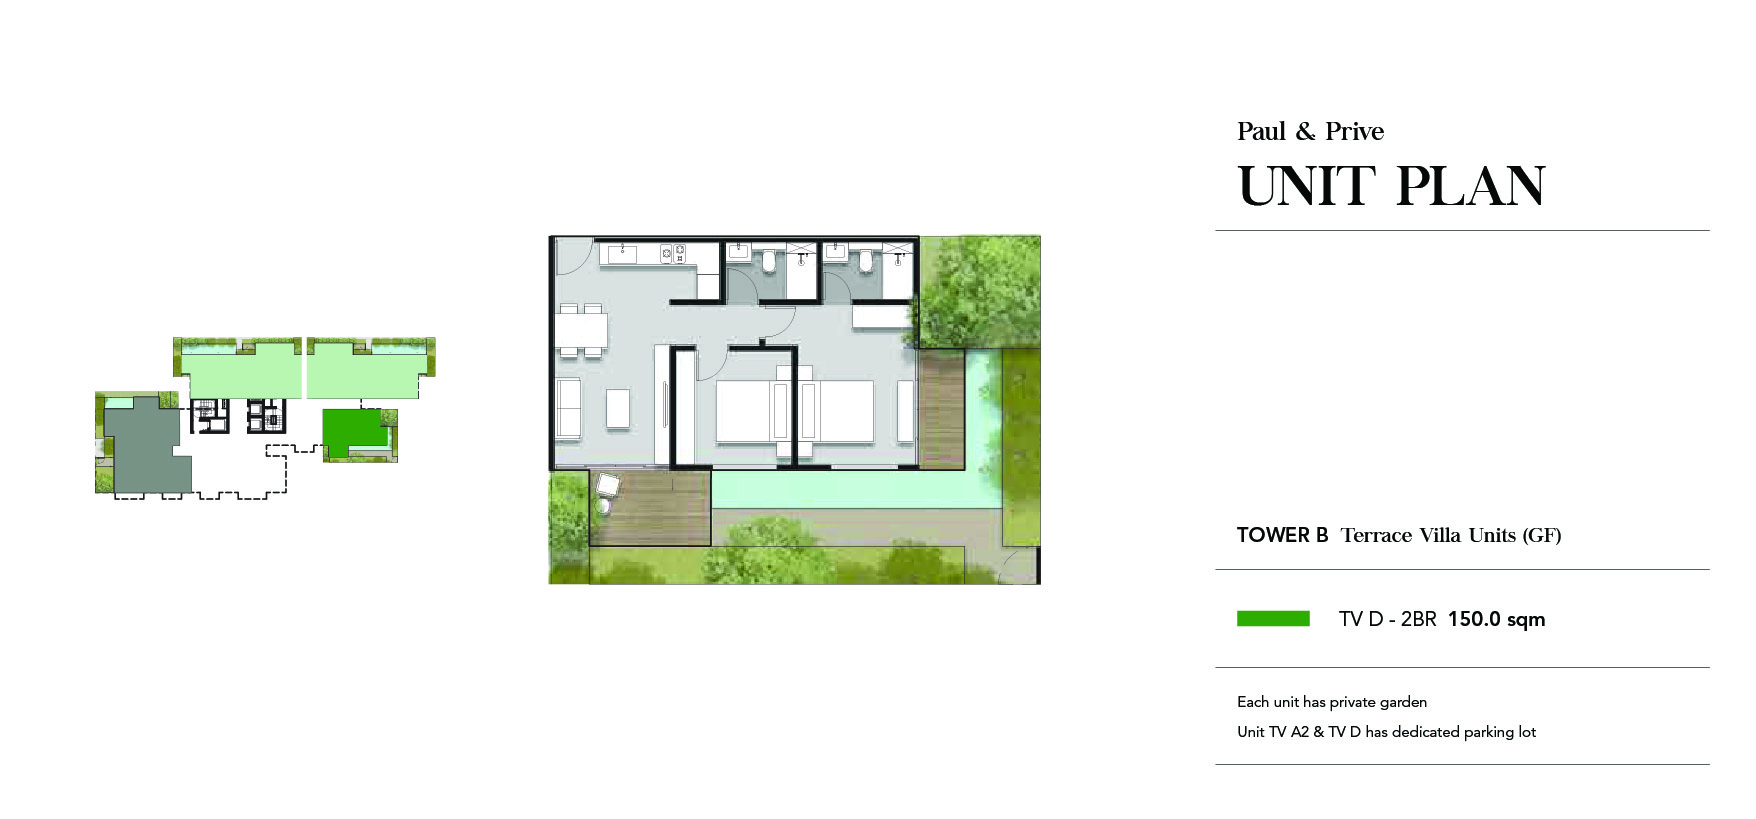 Paul & Prive
UNIT PLAN
TOWER B Terrace Villa Units (GF)
TV D - 2BR 150.0 sqm
Each unit has private garden
Unit TV A2 & TV D has dedicated parking lot